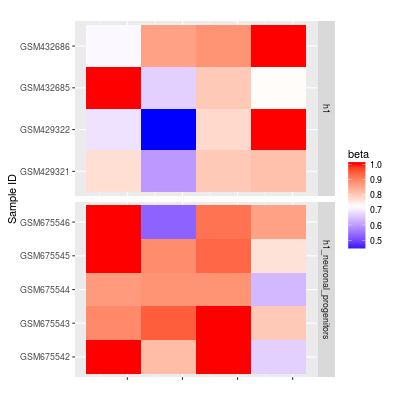 GSM432686
GSM432685
GSM429322
GSM429321
h1
GSM675546
GSM675545
GSM675544
GSM675543
GSM675542
h1_neuronal_progenitors
Sample ID
beta
1.0
0.9
0.8
0.7
0.6
0.5